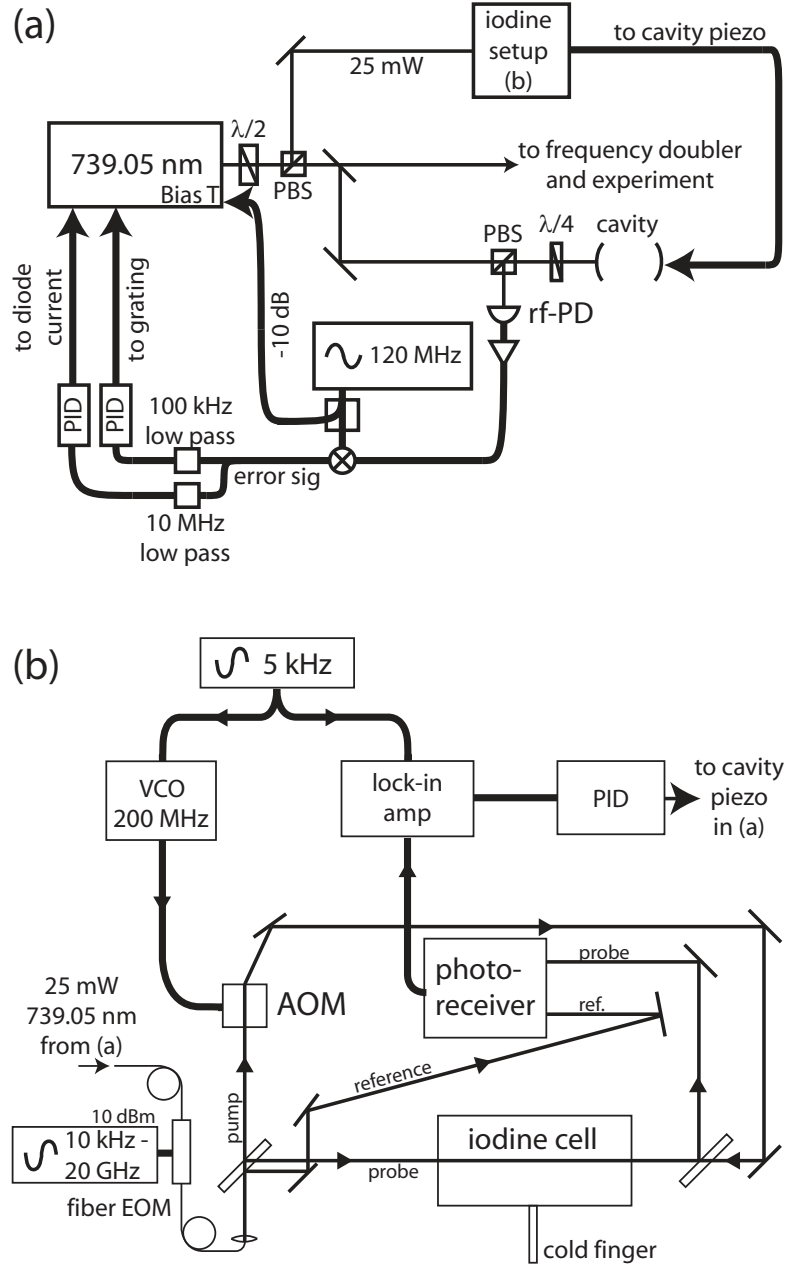 (a)
iodine
setup
(b)
to cavity piezo
25 mW
λ/2
739.05 nm
Bias T
PBS
to frequency doubler
and experiment
PBS
λ/4
cavity
rf-PD
to diode
current
to grating
-10 dB
120 MHz
PID
PID
100 kHz
low pass
error sig
10 MHz
low pass
(b)
5 kHz
VCO
200 MHz
lock-in
amp
PID
to cavity
piezo
in (a)
photo-
receiver
probe
ref.
AOM
25 mW
739.05 nm
from (a)
reference
pump
10 dBm
10 kHz -
20 GHz
fiber EOM
probe
iodine cell
cold finger